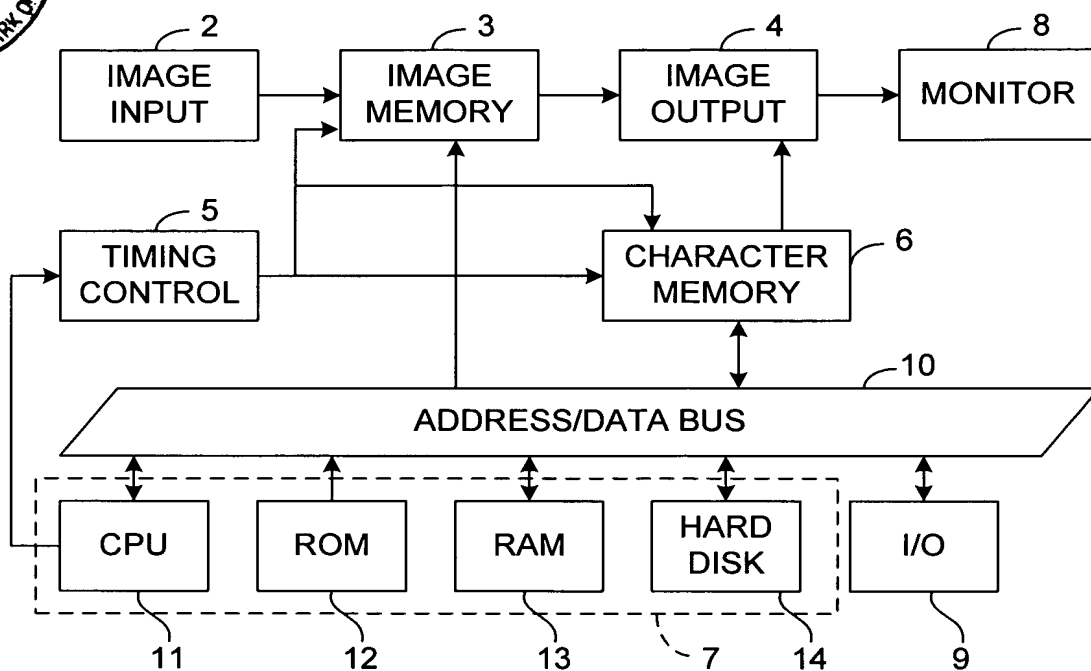 2 3 4 8
IMAGE INPUT
IMAGE MEMORY
IMAGE OUTPUT
MONITOR
5
TIMING CONTROL
6
CHARACTER MEMORY
10
ADDRESS/DATA BUS
CPU
ROM
RAM
HARD DISK
I/O
11 12 13 7 14 9